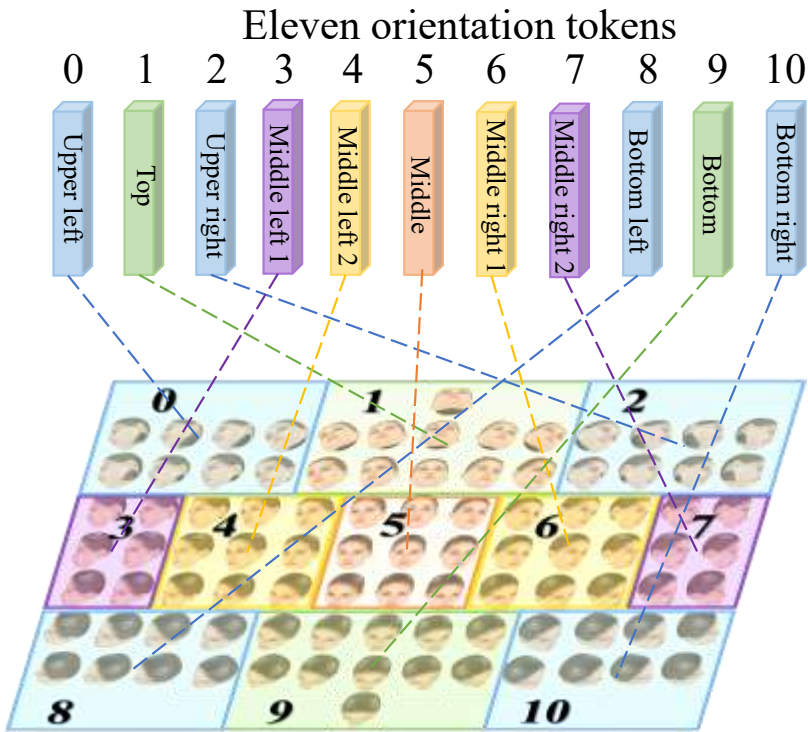 Eleven orientation tokens
0 1 2 3 4 5 6 7 8 9 10
Upper left
Top
Upper right
Middle left 1
Middle left 2
Middle
Middle right 1
Middle right 2
Bottom left
Bottom
Bottom right
0 1 2
3 4 5 6 7
8 9 10